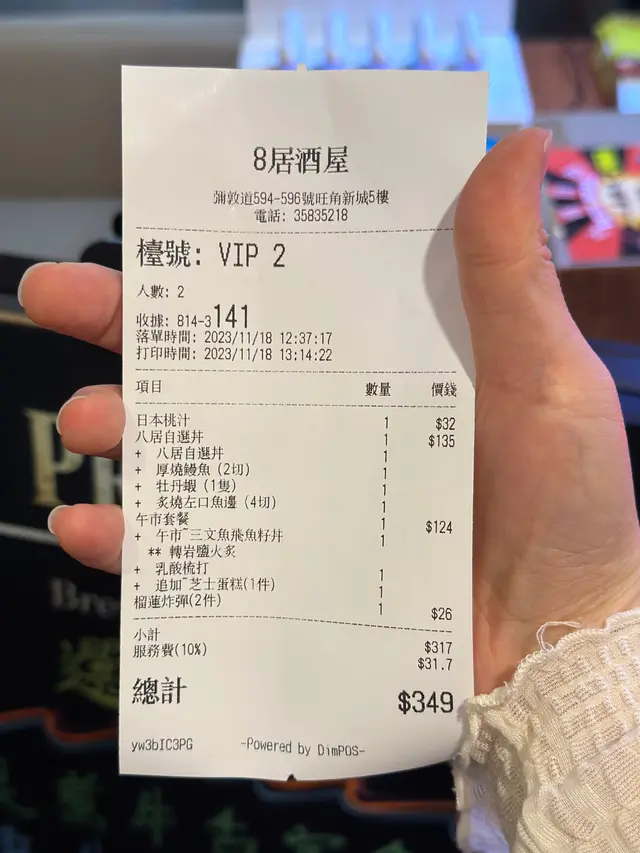 8居酒屋
彌敦道594-596號旺角新城5樓
電話: 35835218
檯號: VIP 2
人數: 2
收據: 814-3141
落單時間: 2023/11/18 12:37:17
打印時間: 2023/11/18 13:14:22
項目 數量 價錢
日本桃汁 1 $32
八居自選丼 1 $135
+ 八居自選丼 1
+ 厚燒鰻魚 (2切) 1
+ 牡丹蝦 (1隻) 1
+ 炙燒左口魚邊 (4切) 1
午市套餐 1 $124
+ 午市~三文魚飛魚籽丼 1
** 轉岩鹽火炙
+ 乳酸梳打 1
+ 追加~芝士蛋糕(1件) 1
榴蓮炸彈(2件) 1 $26
小計 $317
服務費(10%) $31.7
總計 $349
yw3bIC3PG -Powered by DimPOS-